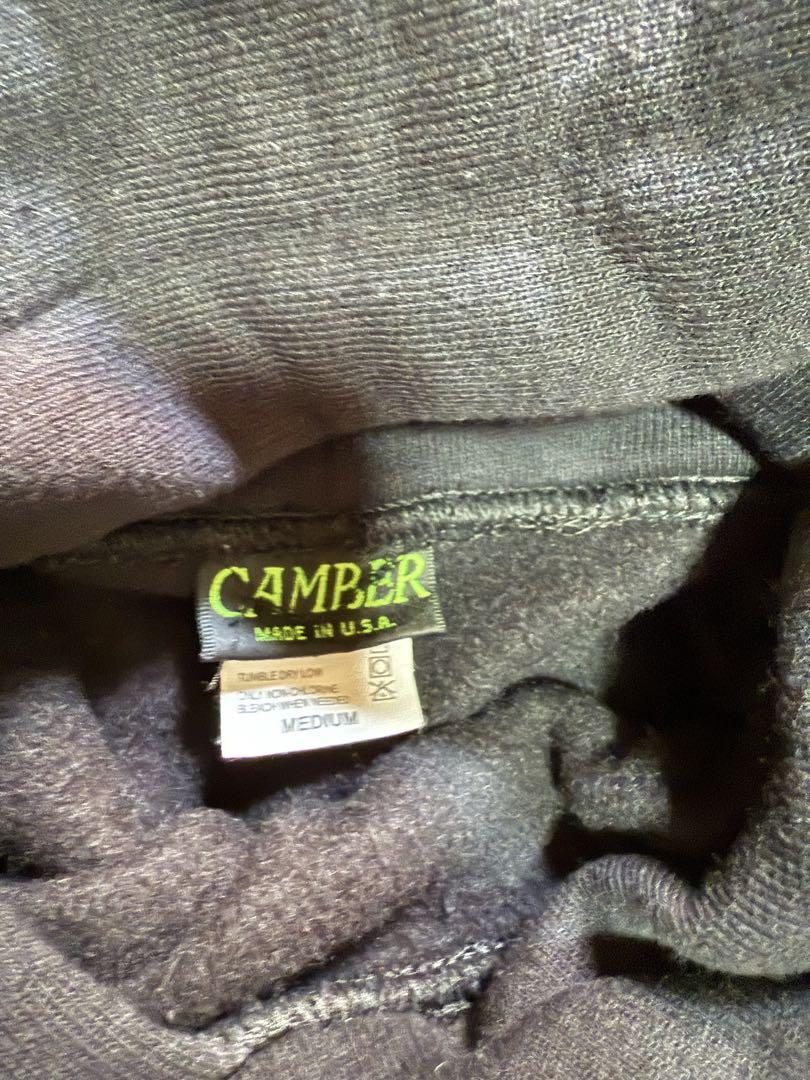 CAMBER
MADE IN U.S.A.
TUMBLE DRY LOW
ONLY NON-CHLORINE
BLEACH WHEN NEEDED
MEDIUM